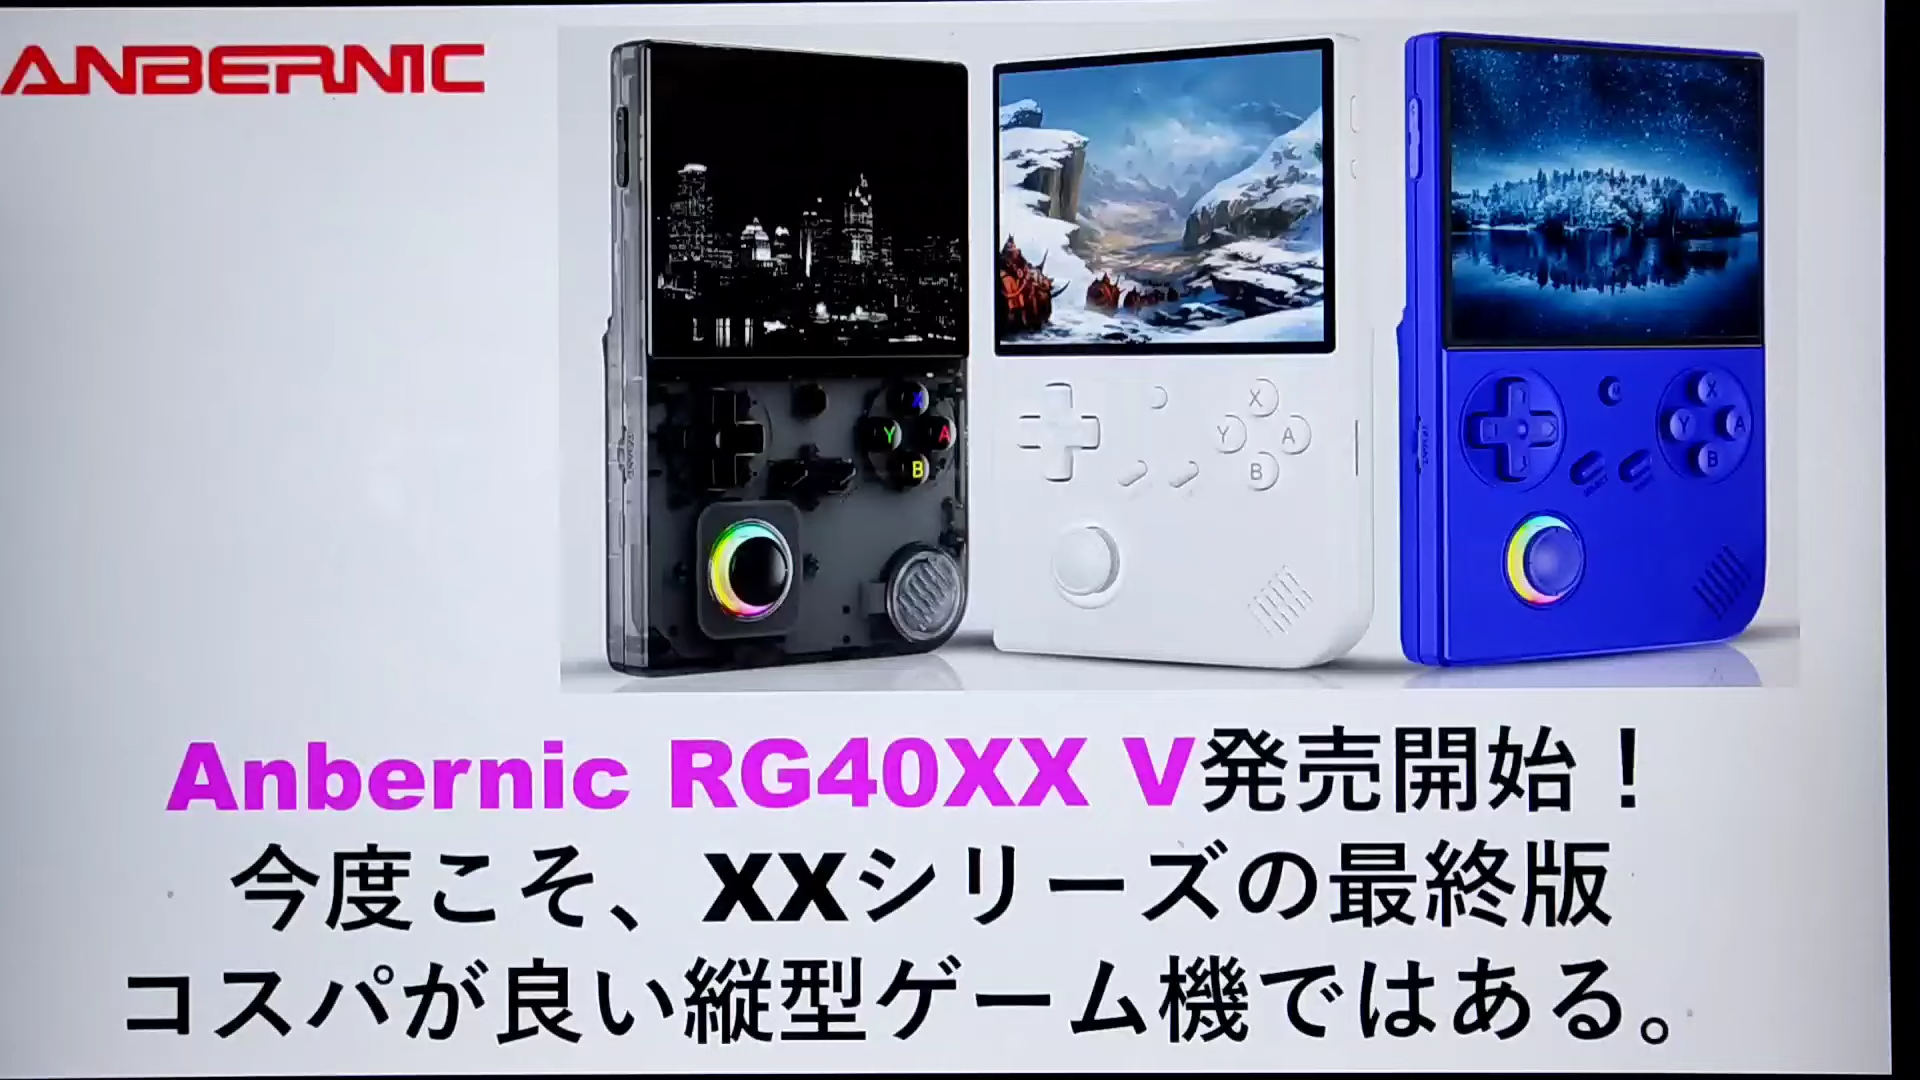 ANBERNIC
X
Y A
B
X
Y A
B
X
Y A
B
Anbernic RG40XX V発売開始！
今度こそ、XXシリーズの最終版
コスパが良い縦型ゲーム機ではある。